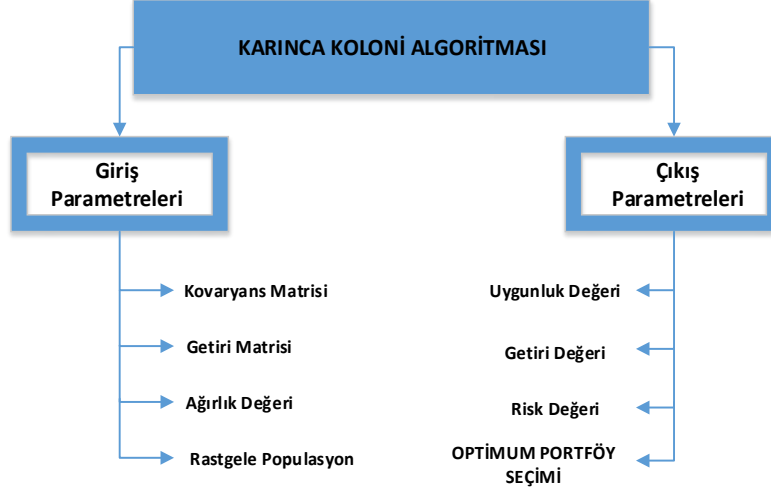 KARINCA KOLONİ ALGORİTMASI
Giriş
Parametreleri
Kovaryans Matrisi
Getiri Matrisi
Ağırlık Değeri
Rastgele Populasyon
Çıkış
Parametreleri
Uygunluk Değeri
Getiri Değeri
Risk Değeri
OPTİMUM PORTFÖY
SEÇİMİ